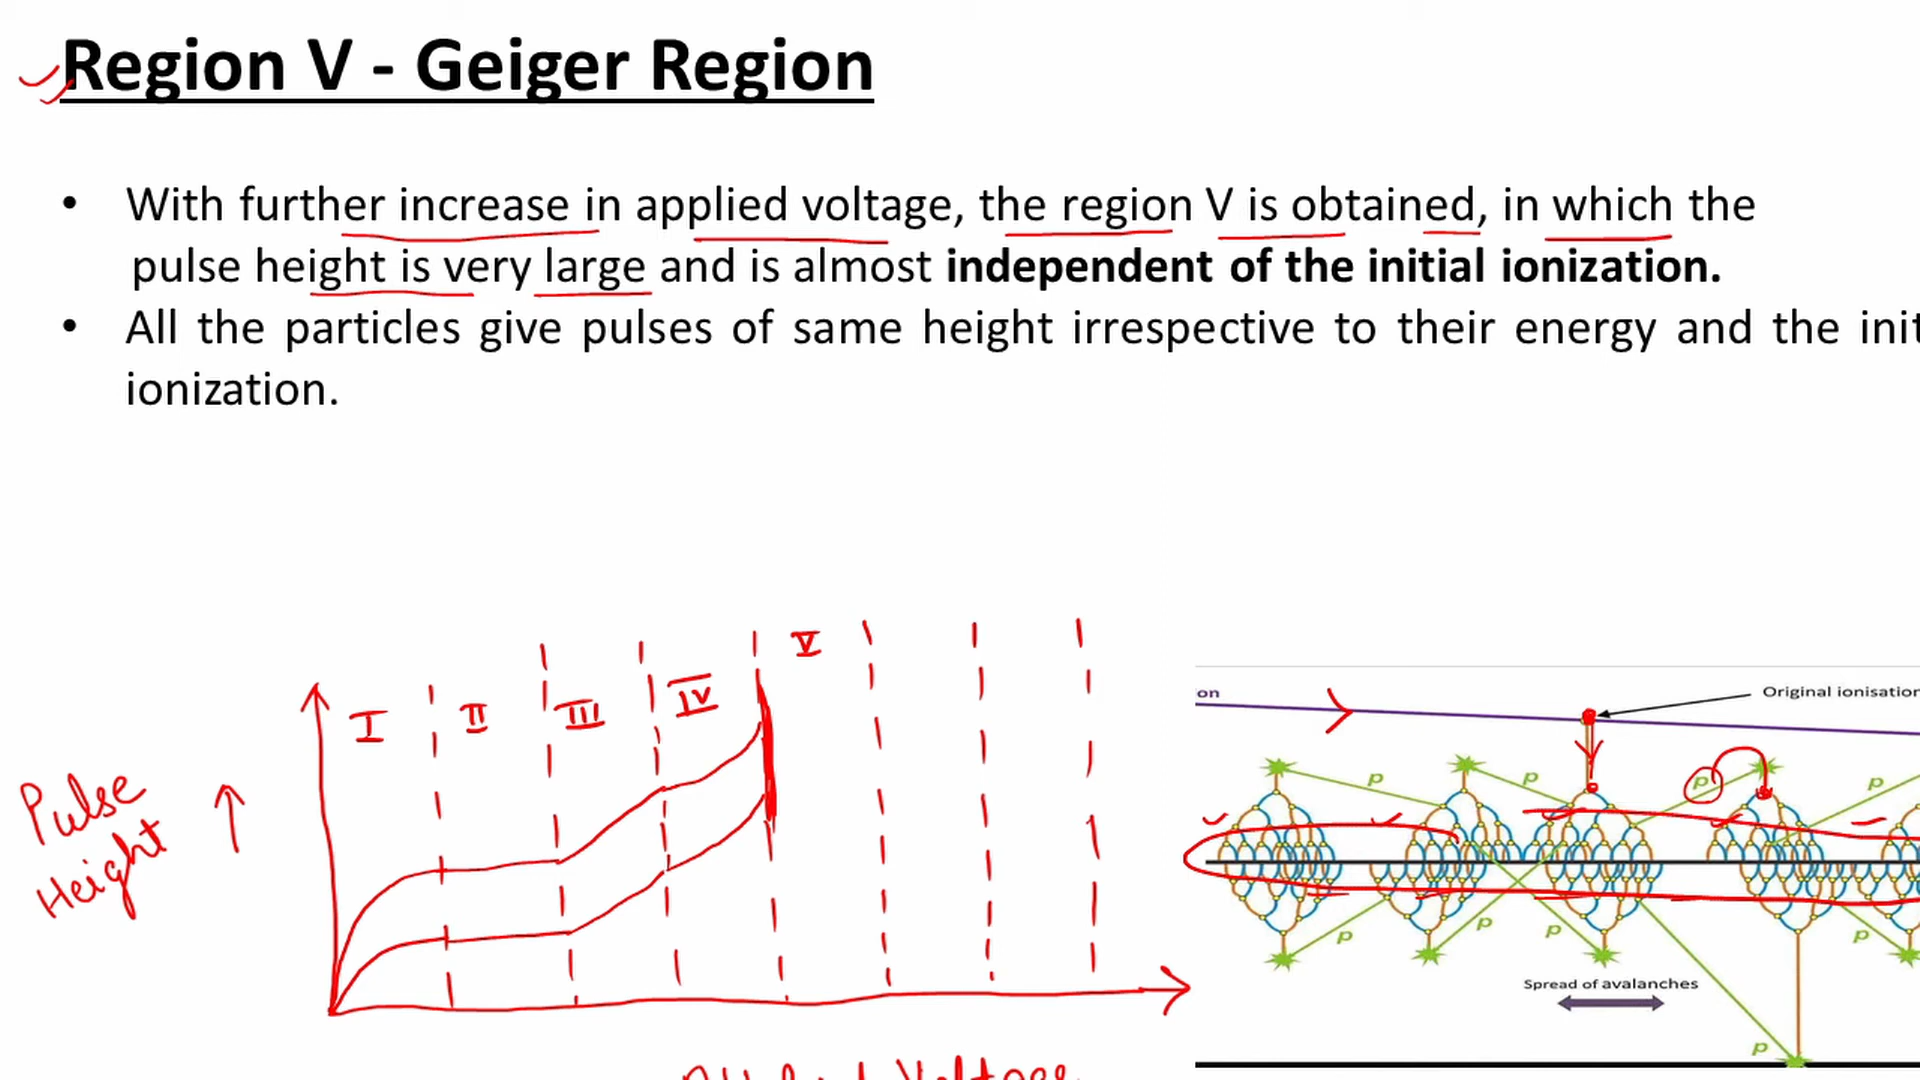 Region V - Geiger Region
• With further increase in applied voltage, the region V is obtained, in which the
pulse height is very large and is almost independent of the initial ionization.
• All the particles give pulses of same height irrespective to their energy and the init
ionization.
I II III IV V
Pulse
Height
on
Original ionisation
p p p p
p p p p
Spread of avalanches
p
Voltage